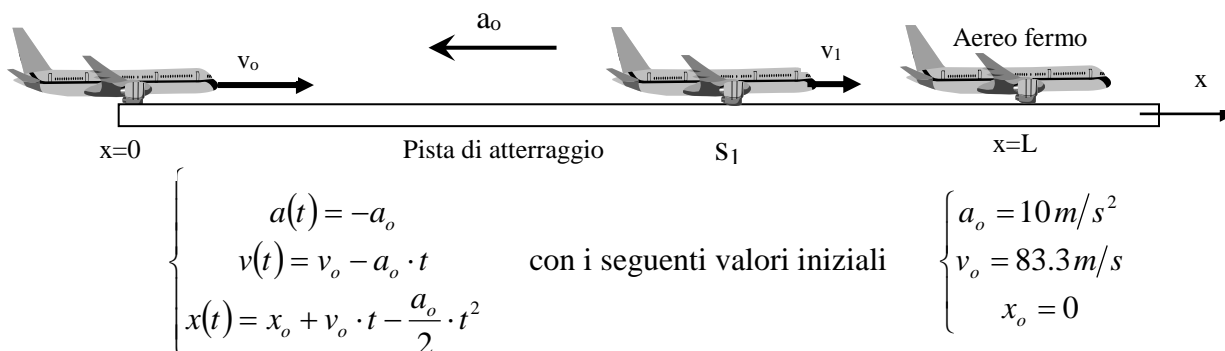 aₒ
Aereo fermo
vₒ
v₁
x
x=0
Pista di atterraggio
s₁
x=L
a(t) = −aₒ
v(t) = vₒ − aₒ · t
x(t) = xₒ + vₒ · t − aₒ/2 · t²
con i seguenti valori iniziali
aₒ = 10 m/s²
vₒ = 83.3 m/s
xₒ = 0